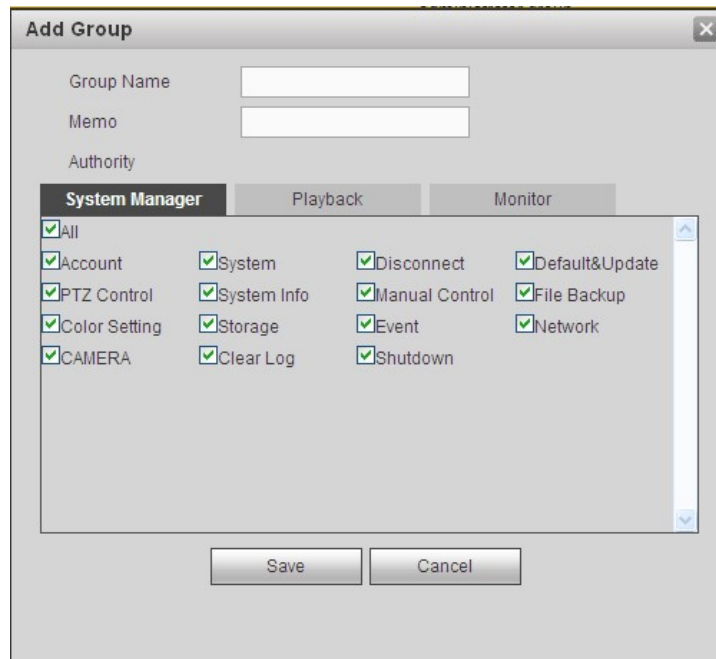 Add Group
Group Name
Memo
Authority
System Manager Playback Monitor
All
Account System Disconnect Default&Update
PTZ Control System Info Manual Control File Backup
Color Setting Storage Event Network
CAMERA Clear Log Shutdown
Save Cancel